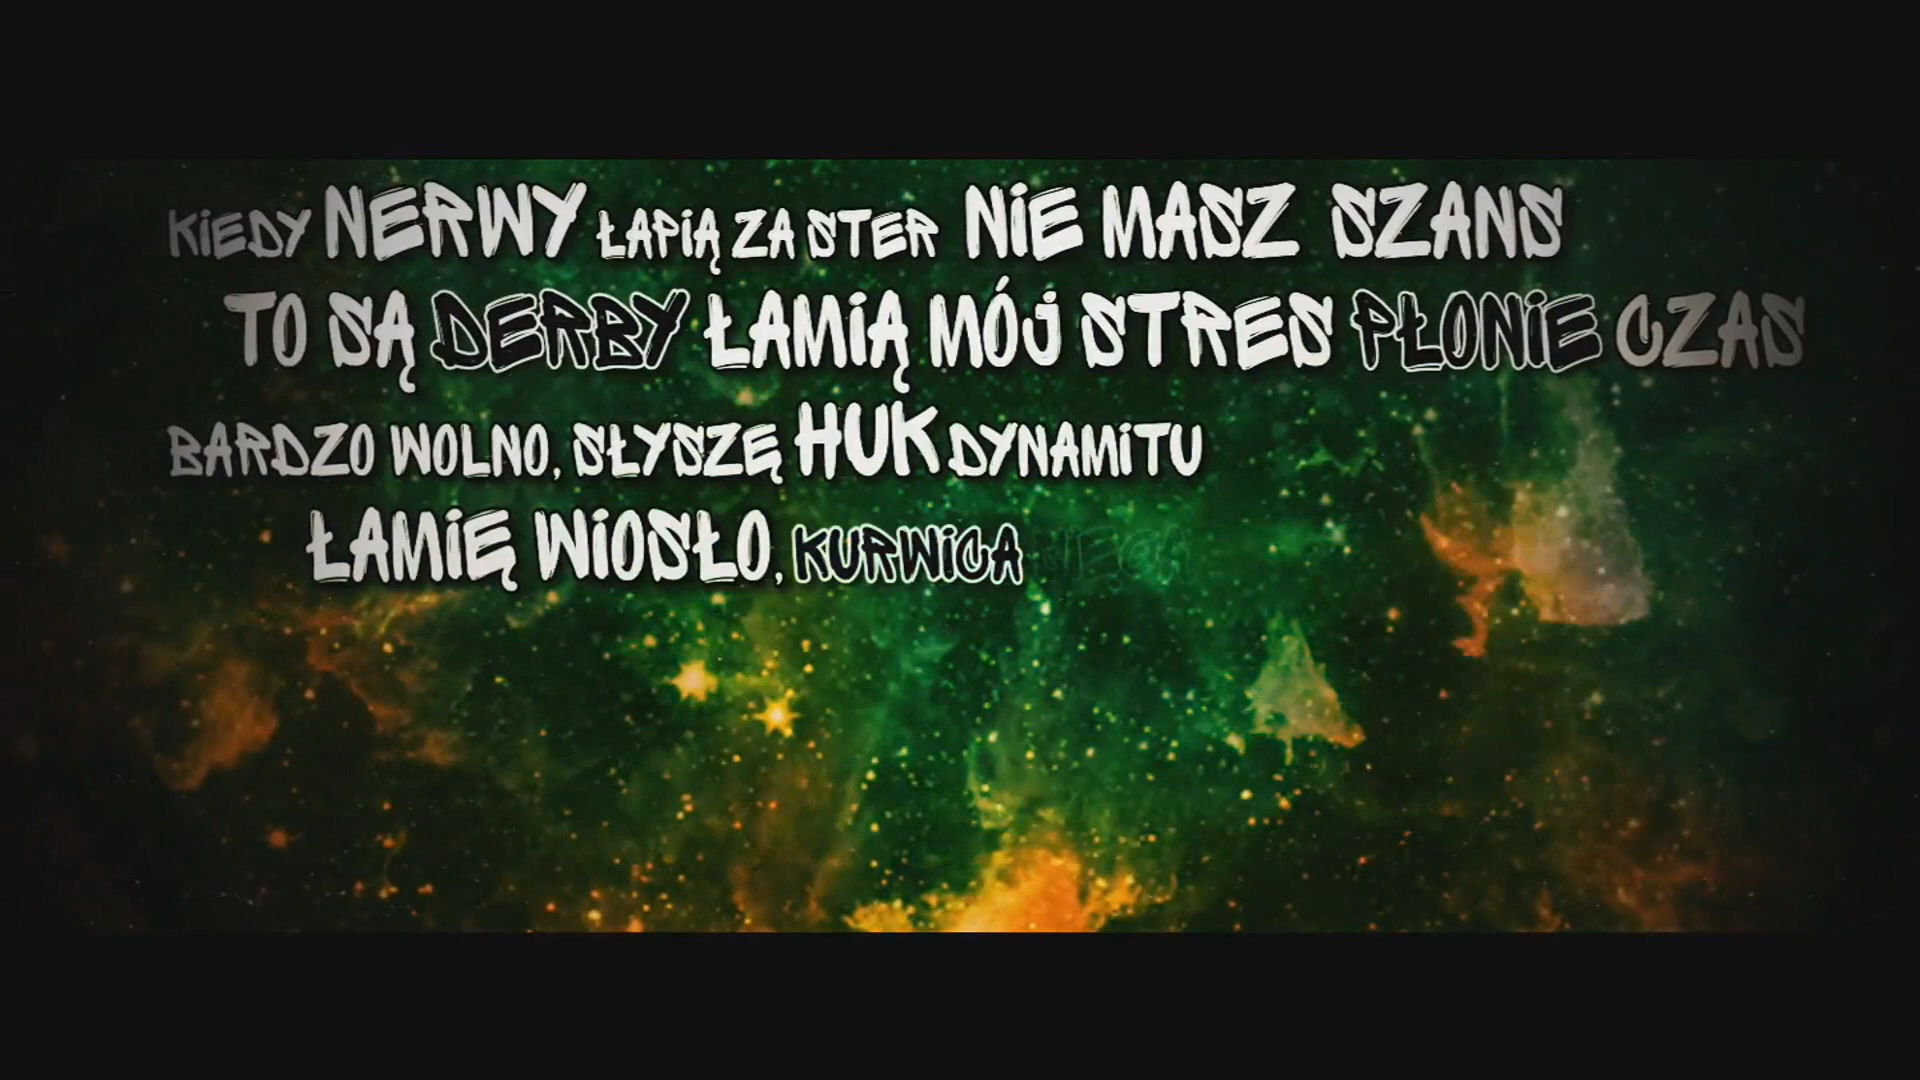 KIEDY NERWY ŁAPIĄ ZA STER NIE MASZ SZANS
TO SĄ DERBY ŁAMIĄ MÓJ STRES PŁONIE CZAS
BARDZO WOLNO, SŁYSZĘ HUK DYNAMITU
ŁAMIĘ WIOSŁO, KURWICA